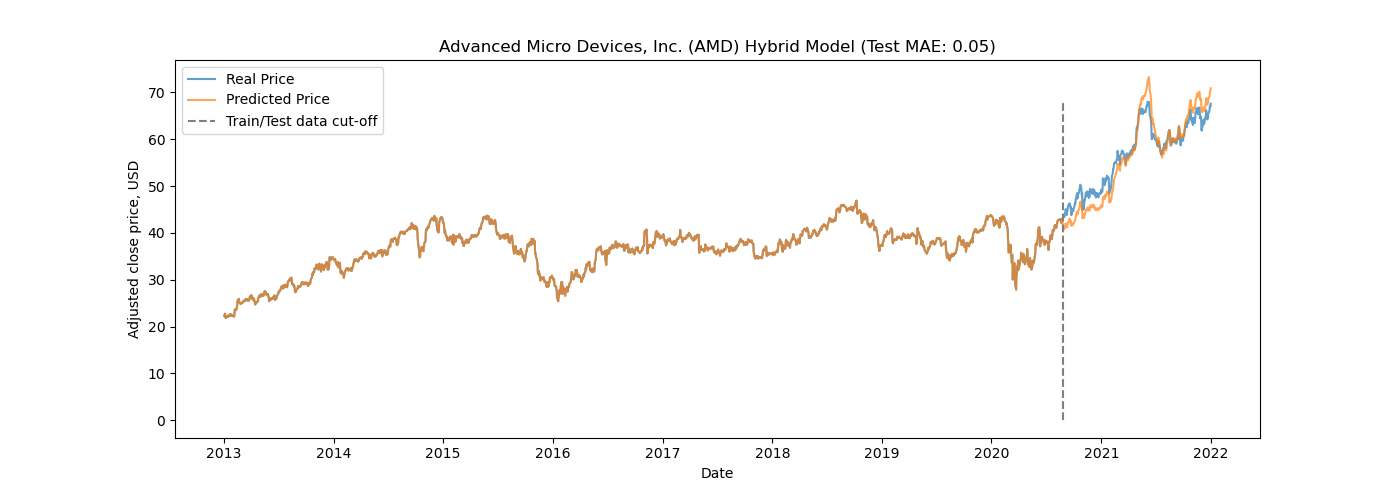 Advanced Micro Devices, Inc. (AMD) Hybrid Model (Test MAE: 0.05)
Real Price
Predicted Price
Train/Test data cut-off
Adjusted close price, USD
70
60
50
40
30
20
10
0
2013 2014 2015 2016 2017 2018 2019 2020 2021 2022
Date